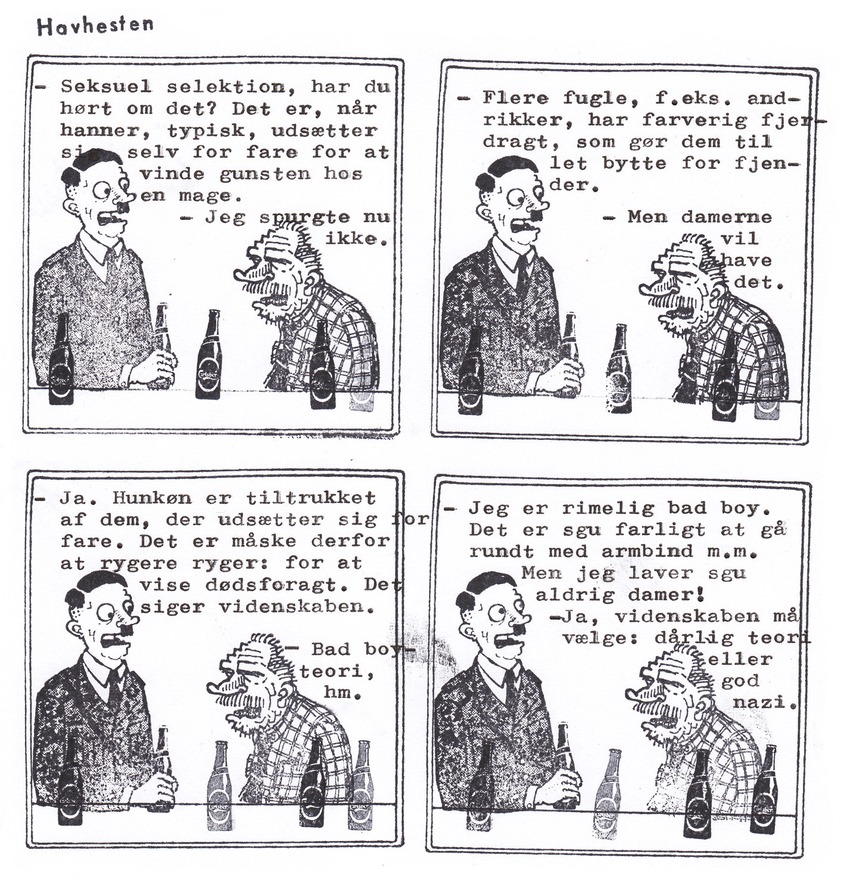 Havhesten
- Seksuel selektion, har du
hørt om det? Det er, når
hanner, typisk, udsætter
sig selv for fare for at
vinde gunsten hos
en mage.
- Jeg spurgte nu
ikke.
- Flere fugle, f.eks. and-
rikker, har farverig fjer-
dragt, som gør dem til
let bytte for fjen-
der.
- Men damerne
vil
have
det.
- Ja. Hunkøn er tiltrukket
af dem, der udsætter sig for
fare. Det er måske derfor
at rygere ryger: for at
vise dødsforagt. Det
siger videnskaben.
- Bad boy-
teori,
hm.
- Jeg er rimelig bad boy.
Det er sgu farligt at gå
rundt med armbind m.m.
Men jeg laver sgu
aldrig damer!
-Ja, videnskaben må
vælge: dårlig teori
eller
god
nazi.